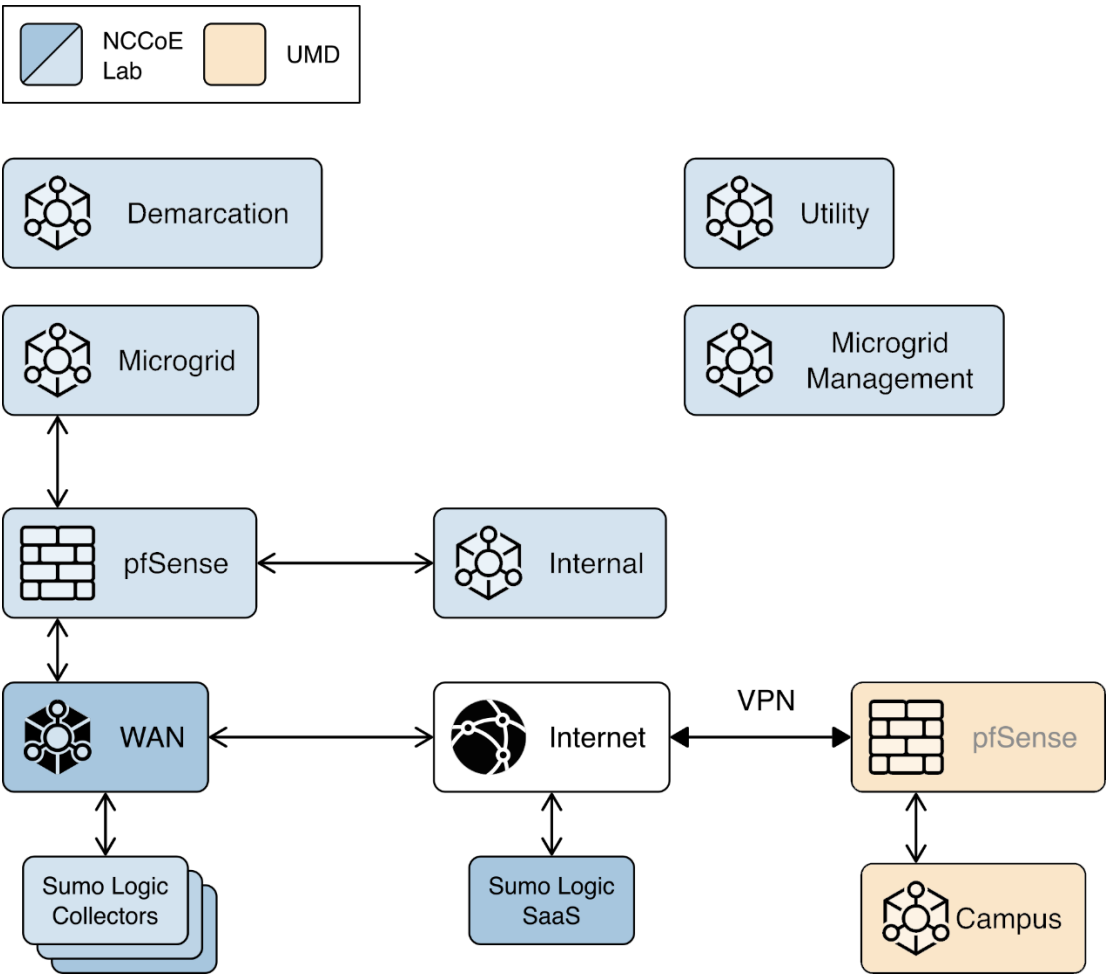 NCCoE
Lab
UMD
Demarcation
Utility
Microgrid
Microgrid
Management
pfSense
Internal
WAN
Internet
VPN
pfSense
Sumo Logic
Collectors
Sumo Logic
SaaS
Campus